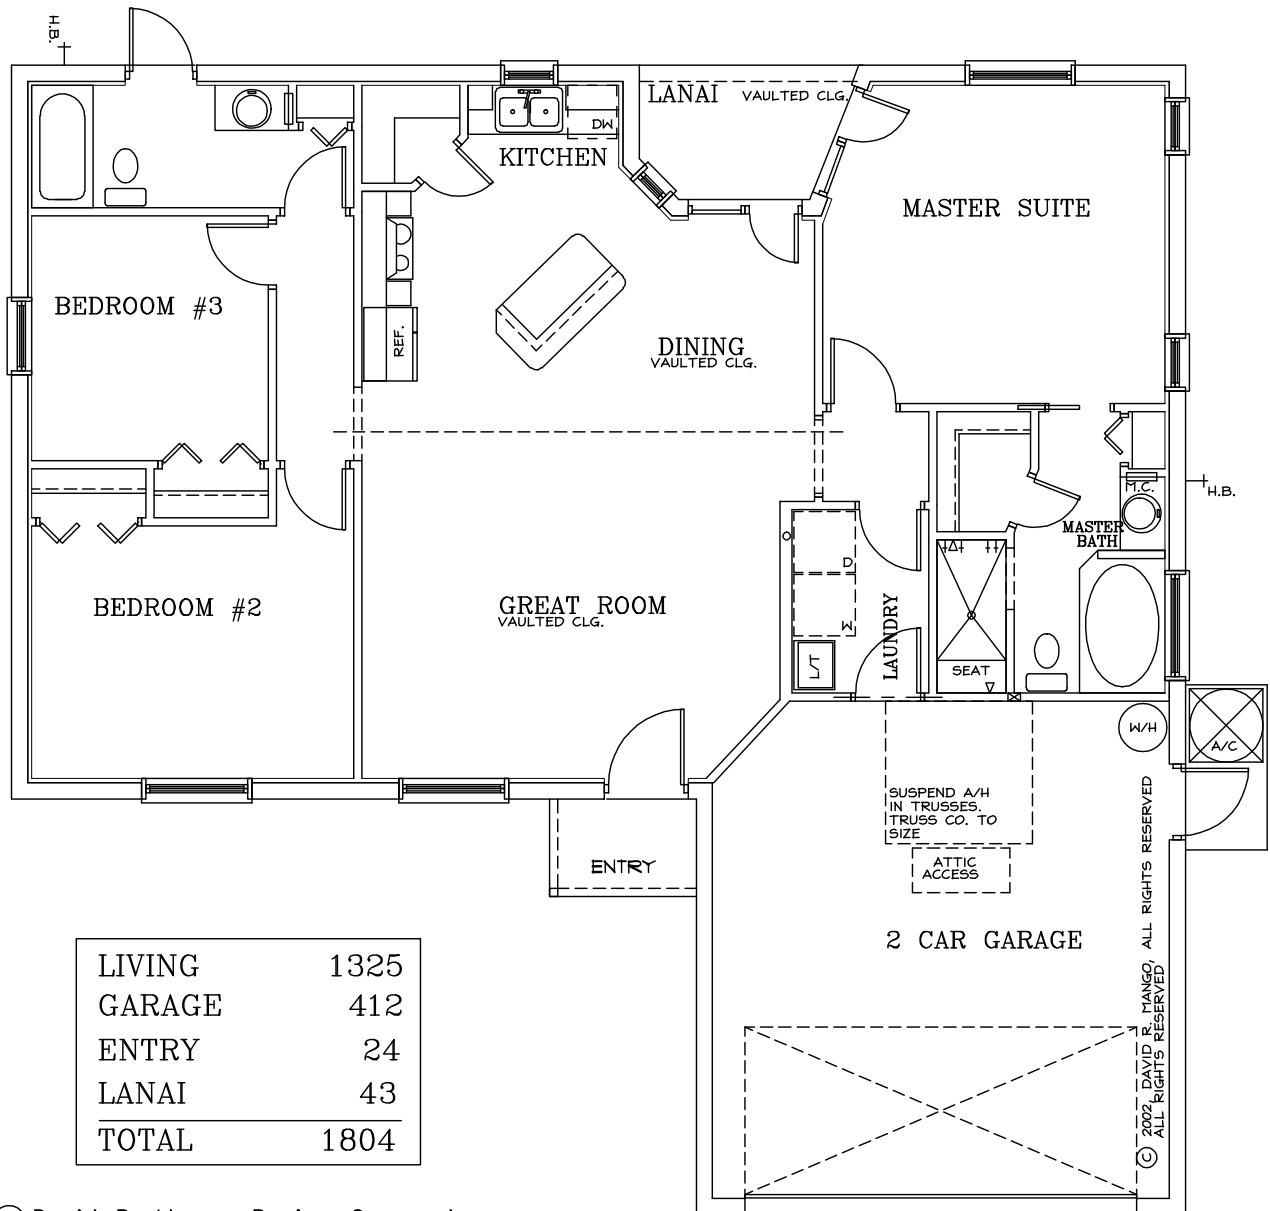 H.B.
LANAI VAULTED CLG.
DW
KITCHEN
MASTER SUITE
BEDROOM #3
REF.
DINING
VAULTED CLG.
M.C.
H.B.
MASTER
BATH
D
W
LAUNDRY
BEDROOM #2
GREAT ROOM
VAULTED CLG.
SEAT
W/H
A/C
SUSPEND A/H
IN TRUSSES.
TRUSS CO. TO
SIZE
ATTIC
ACCESS
ENTRY
2 CAR GARAGE
© 2002, DAVID R. MANGO, ALL RIGHTS RESERVED
ALL RIGHTS RESERVED
LIVING 1325
GARAGE 412
ENTRY 24
LANAI 43
TOTAL 1804